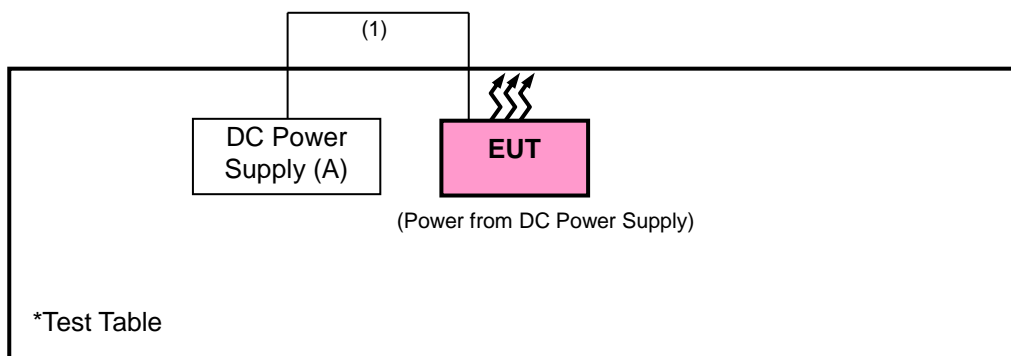 (1)
DC Power
Supply (A)
EUT
(Power from DC Power Supply)
*Test Table